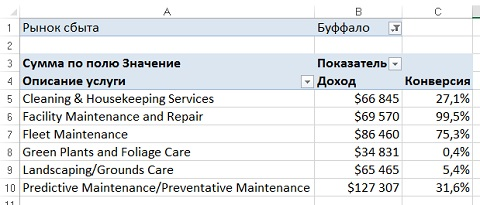 A B C
1 Рынок сбыта Буффало
2
3 Сумма по полю Значение Показатель
4 Описание услуги Доход Конверсия
5 Cleaning & Housekeeping Services $66 845 27,1%
6 Facility Maintenance and Repair $69 570 99,5%
7 Fleet Maintenance $86 460 75,3%
8 Green Plants and Foliage Care $34 831 0,4%
9 Landscaping/Grounds Care $65 465 5,4%
10 Predictive Maintenance/Preventative Maintenance $127 307 31,6%